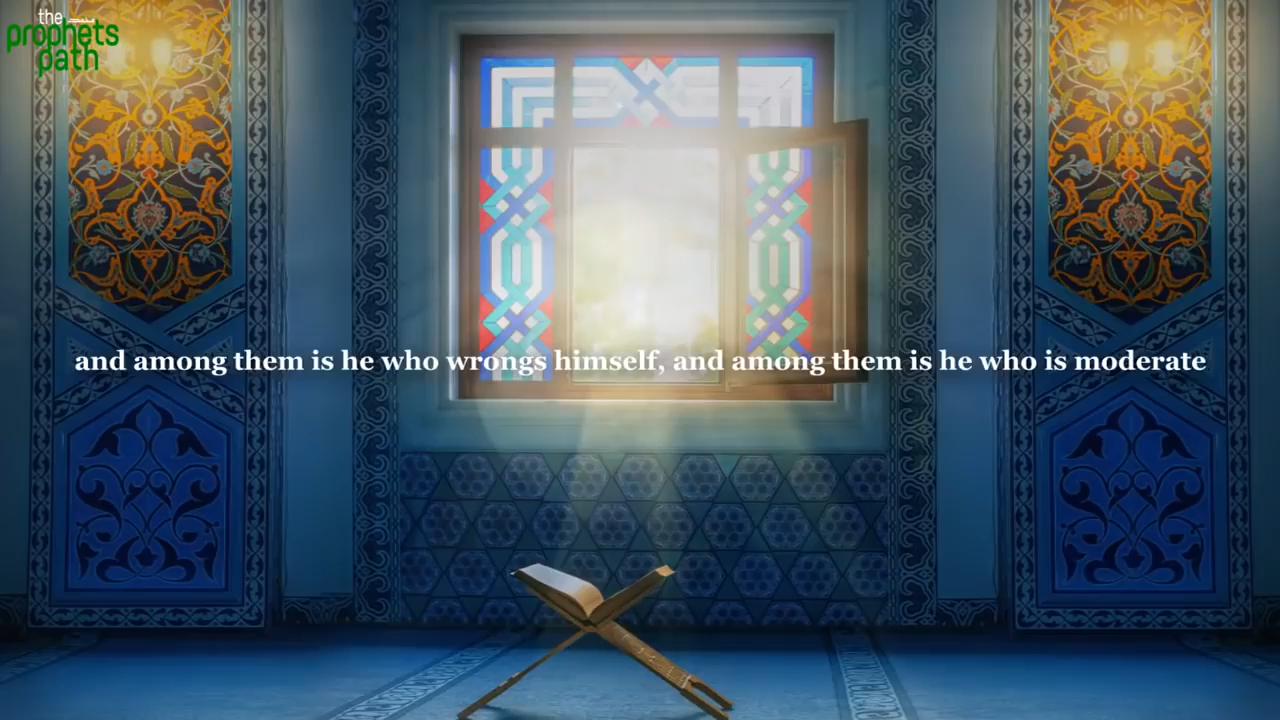 the
prophets
path
and among them is he who wrongs himself, and among them is he who is moderate